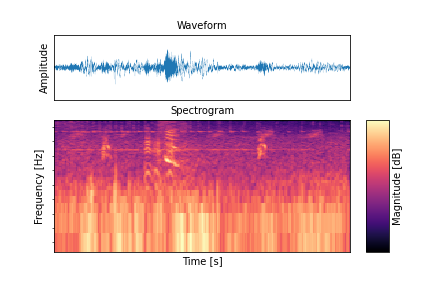 Waveform
Amplitude
Spectrogram
Frequency [Hz]
Magnitude [dB]
Time [s]